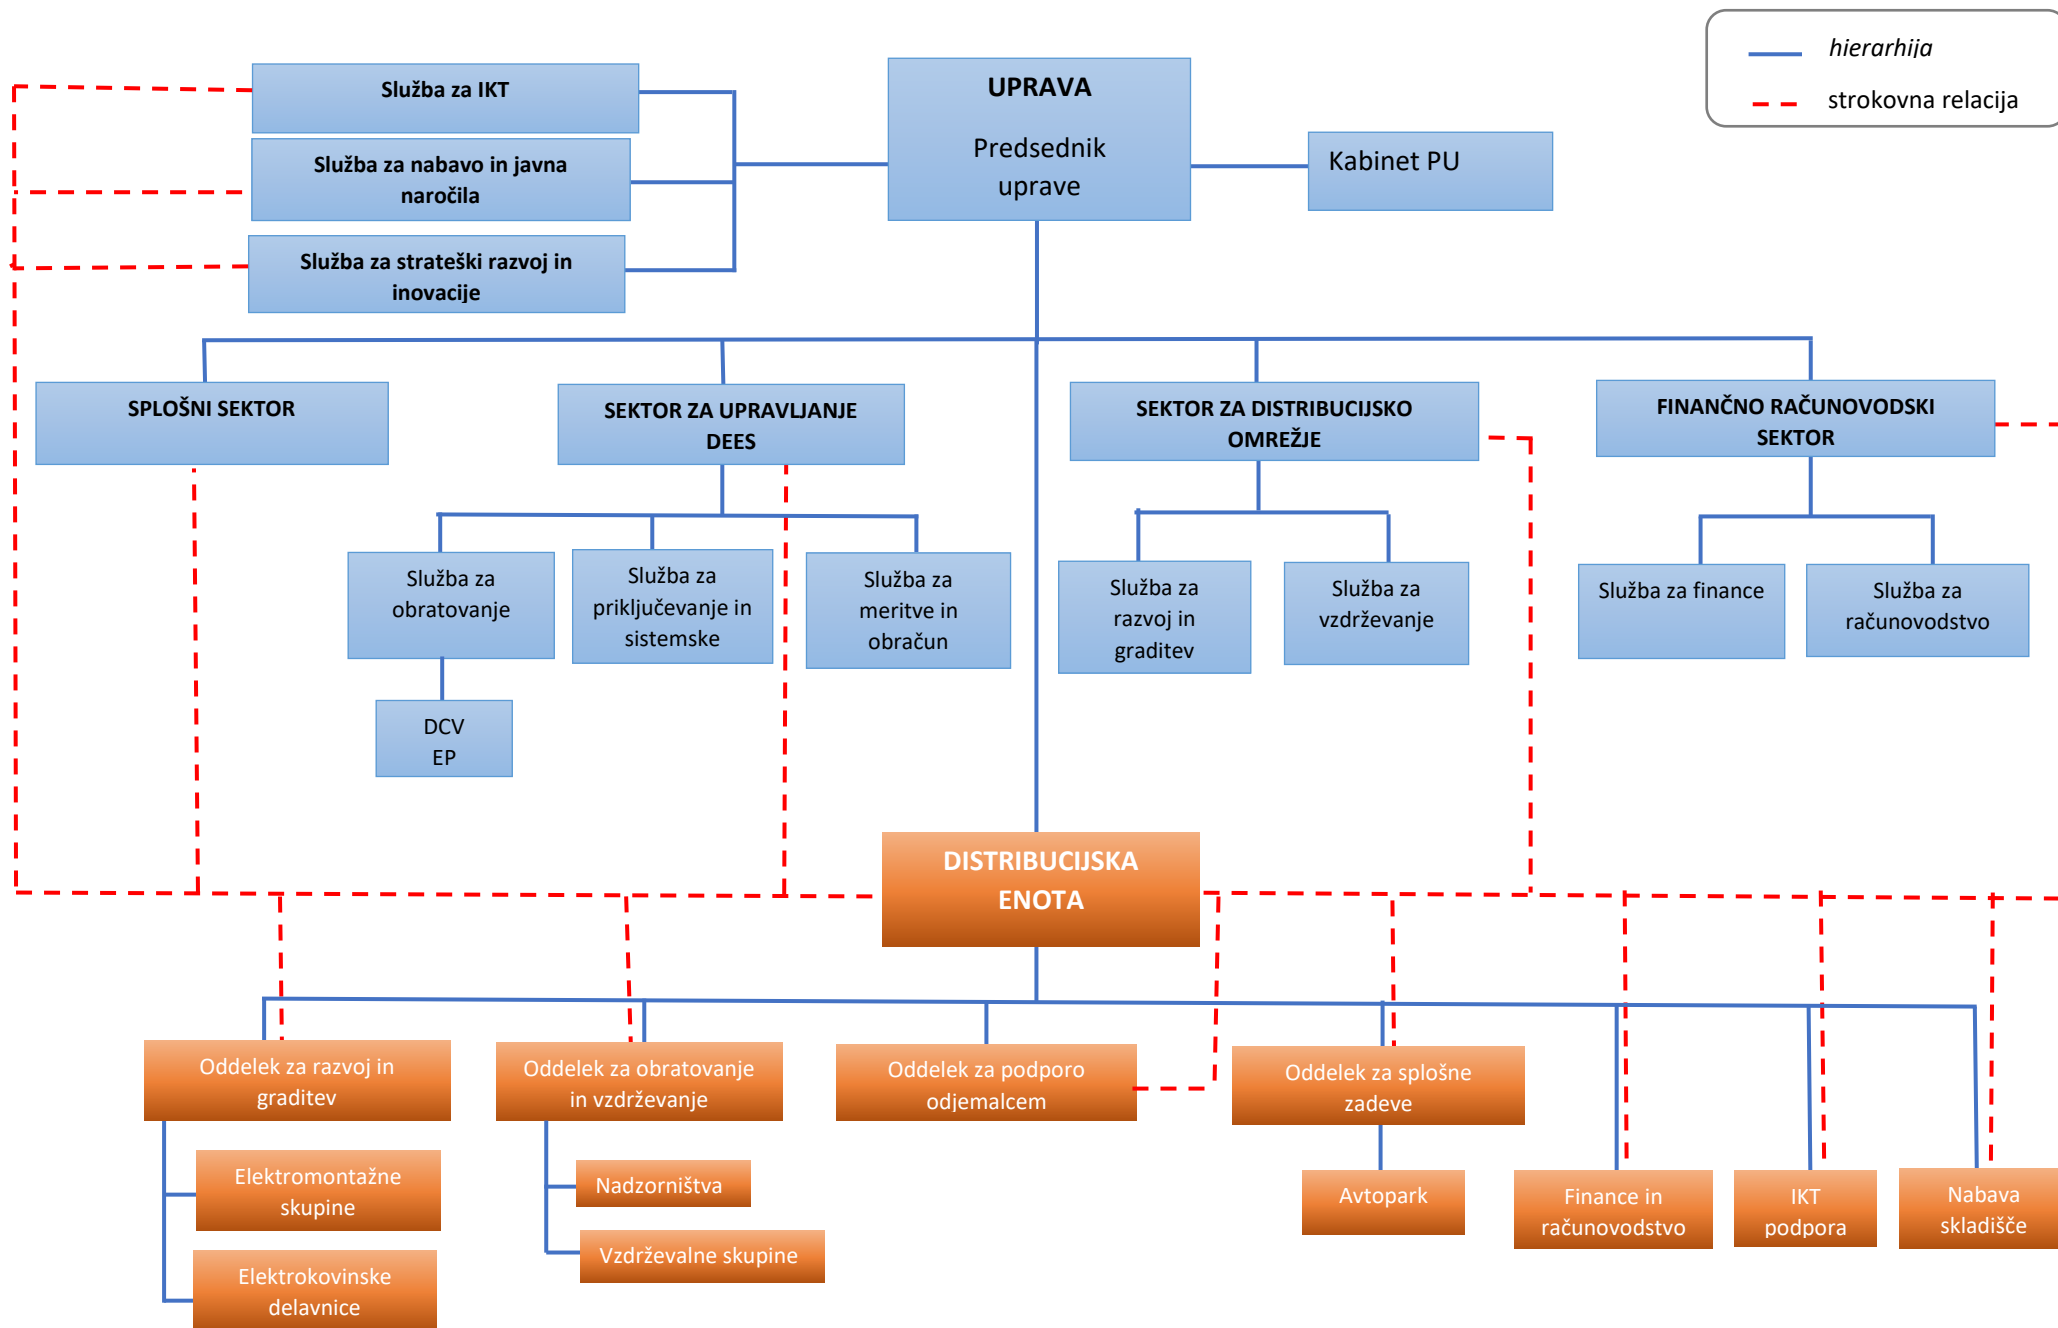 hierarhija
strokovna relacija
Služba za IKT
UPRAVA
Predsednik
uprave
Kabinet PU
Služba za nabavo in javna
naročila
Služba za strateški razvoj in
inovacije
SPLOŠNI SEKTOR
SEKTOR ZA UPRAVLJANJE
DEES
SEKTOR ZA DISTRIBUCIJSKO
OMREŽJE
FINANČNO RAČUNOVODSKI
SEKTOR
Služba za
obratovanje
Služba za
priključevanje in
sistemske
Služba za
meritve in
obračun
Služba za
razvoj in
graditev
Služba za
vzdrževanje
Služba za finance
Služba za
računovodstvo
DCV
EP
DISTRIBUCIJSKA
ENOTA
Oddelek za razvoj in
graditev
Oddelek za obratovanje
in vzdrževanje
Oddelek za podporo
odjemalcem
Oddelek za splošne
zadeve
Elektromontažne
skupine
Nadzorništva
Avtopark
Finance in
računovodstvo
IKT
podpora
Nabava
skladišče
Vzdrževalne skupine
Elektrokovinske
delavnice